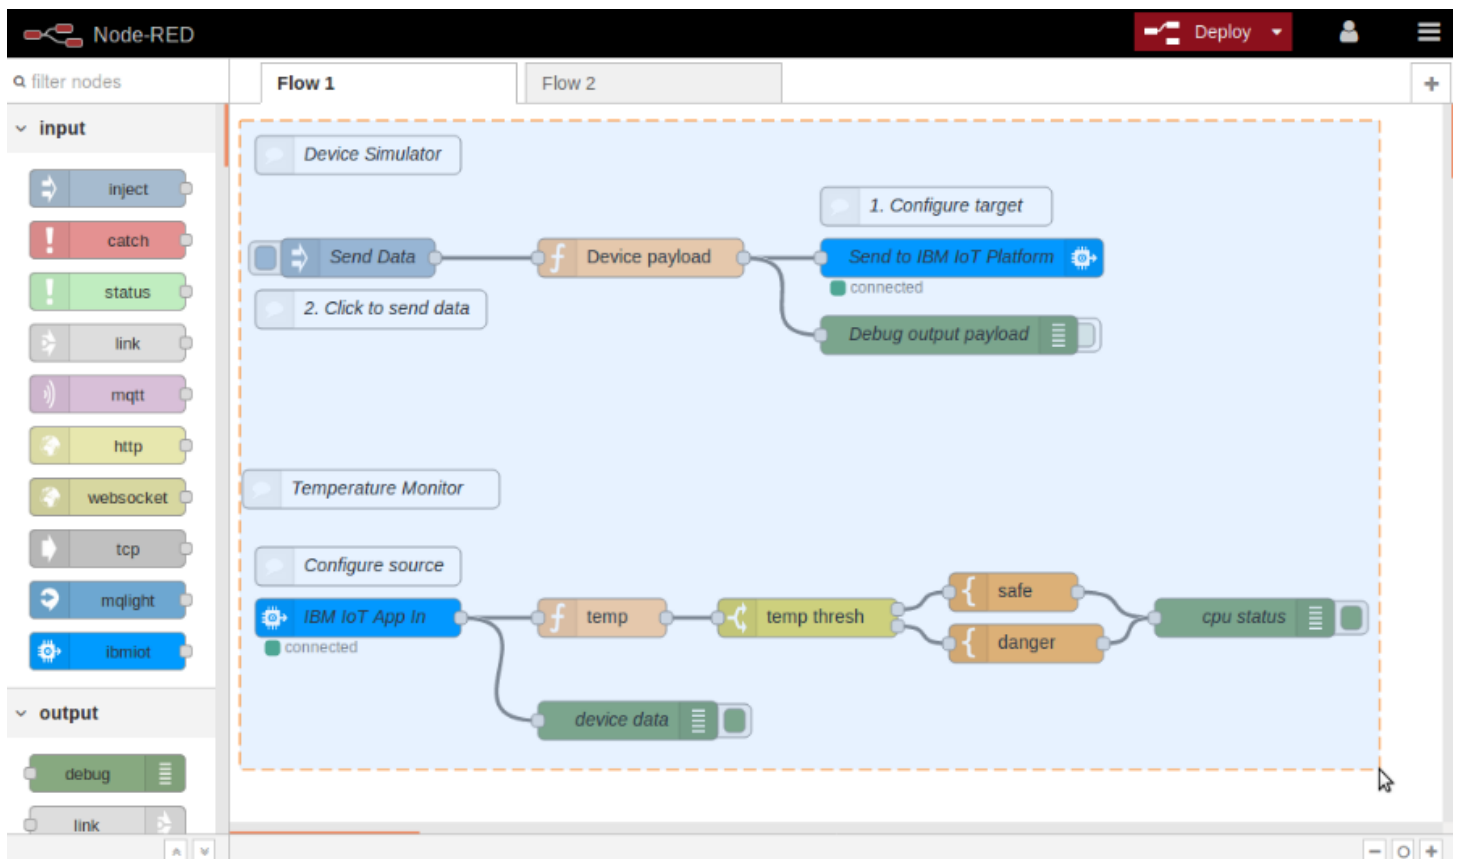 Node-RED
Deploy
filter nodes
Flow 1
Flow 2
input
inject
catch
status
link
mqtt
http
websocket
tcp
mqlight
ibmiot
output
debug
link
Device Simulator
1. Configure target
Send Data
Device payload
Send to IBM IoT Platform
connected
2. Click to send data
Debug output payload
Temperature Monitor
Configure source
IBM IoT App In
connected
temp
temp thresh
safe
danger
cpu status
device data